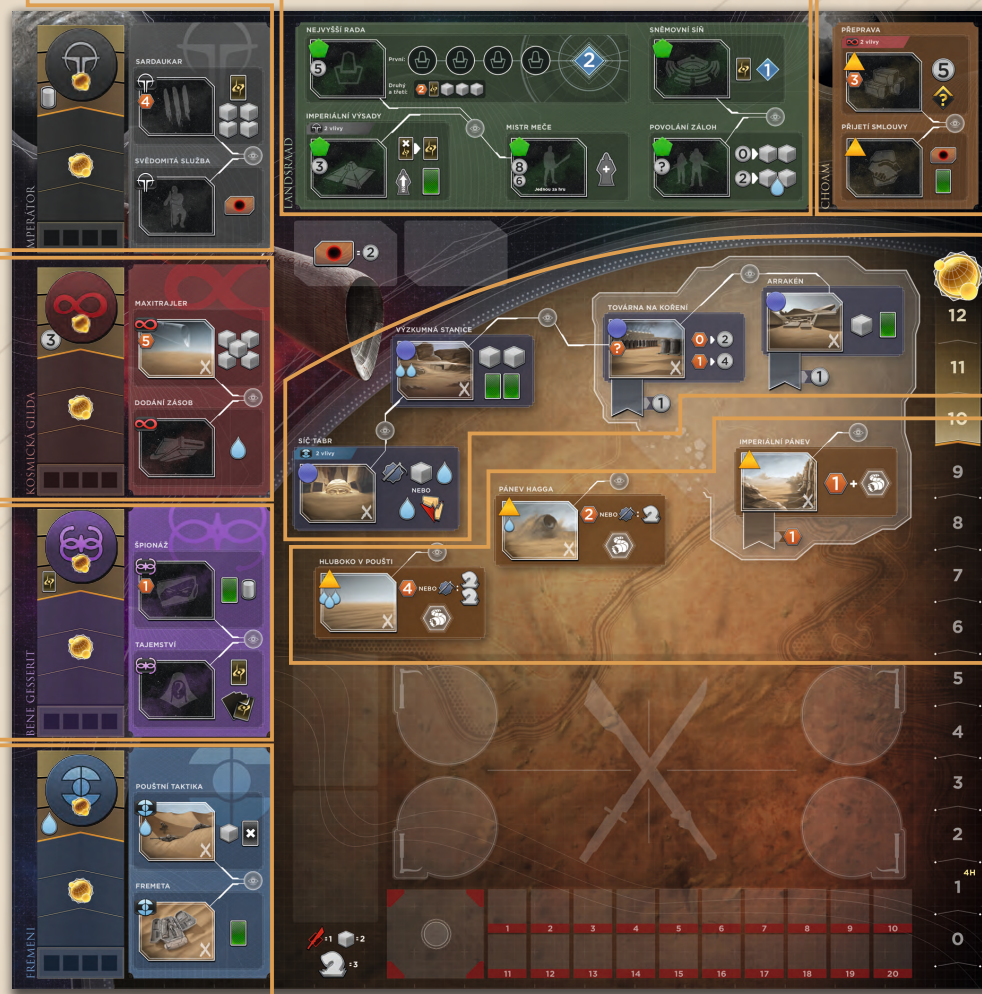 IMPERÁTOR
SARDAUKAR
4
SVĚDOMITÁ SLUŽBA
LANDSRAAD
NEJVYŠŠÍ RADA
5
První:
2
Druhý
a třetí:
2
SNĚMOVNÍ SÍŇ
1
IMPERIÁLNÍ VÝSADY
2 vlivy
3
MISTR MEČE
8
6
Jednou za hru
+
POVOLÁNÍ ZÁLOH
?
0
2
CHOAM
PŘEPRAVA
2 vlivy
3
5
?
PŘIJETÍ SMLOUVY
= 2
KOSMICKÁ GILDA
3
MAXITRAJLER
5
X
DODÁNÍ ZÁSOB
VÝZKUMNÁ STANICE
X
TOVÁRNA NA KOŘENÍ
?
X
0 2
1 4
1
ARRAKÉN
X
1
SÍČ TABR
2 vlivy
X
NEBO
PÁNEV HAGGA
X
2 NEBO : 2
IMPERIÁLNÍ PÁNEV
X
1 +
1
HLUBOKO V POUŠTI
X
4 NEBO : 2
2
BENE GESSERIT
ŠPIONÁŽ
1
TAJEMSTVÍ
?
FREMENI
POUŠTNÍ TAKTIKA
X
FREMETA
X
12
11
10
9
8
7
6
5
4
3
2
4H
1
0
:1 :2
2 =3
1 2 3 4 5 6 7 8 9 10
11 12 13 14 15 16 17 18 19 20